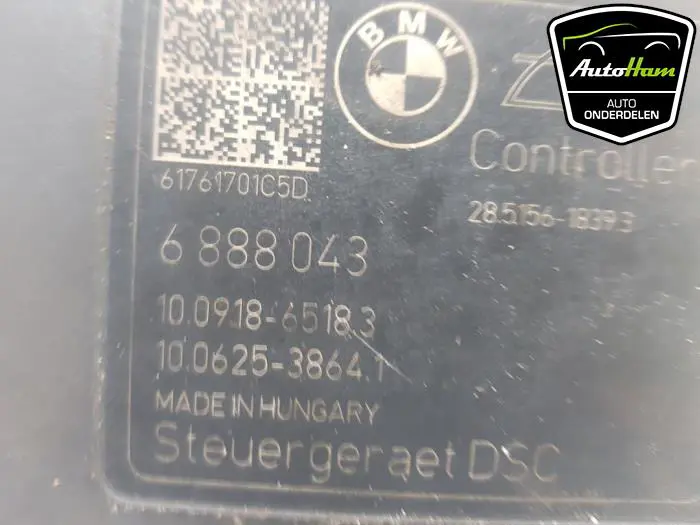 BMW
AutoHam
AUTO
ONDERDELEN
Controller
28.5156-1839.3
61761701C5D
6 888 043
10.0918-6518.3
10.0625-3864.1
MADE IN HUNGARY
Steuergeraet DSC